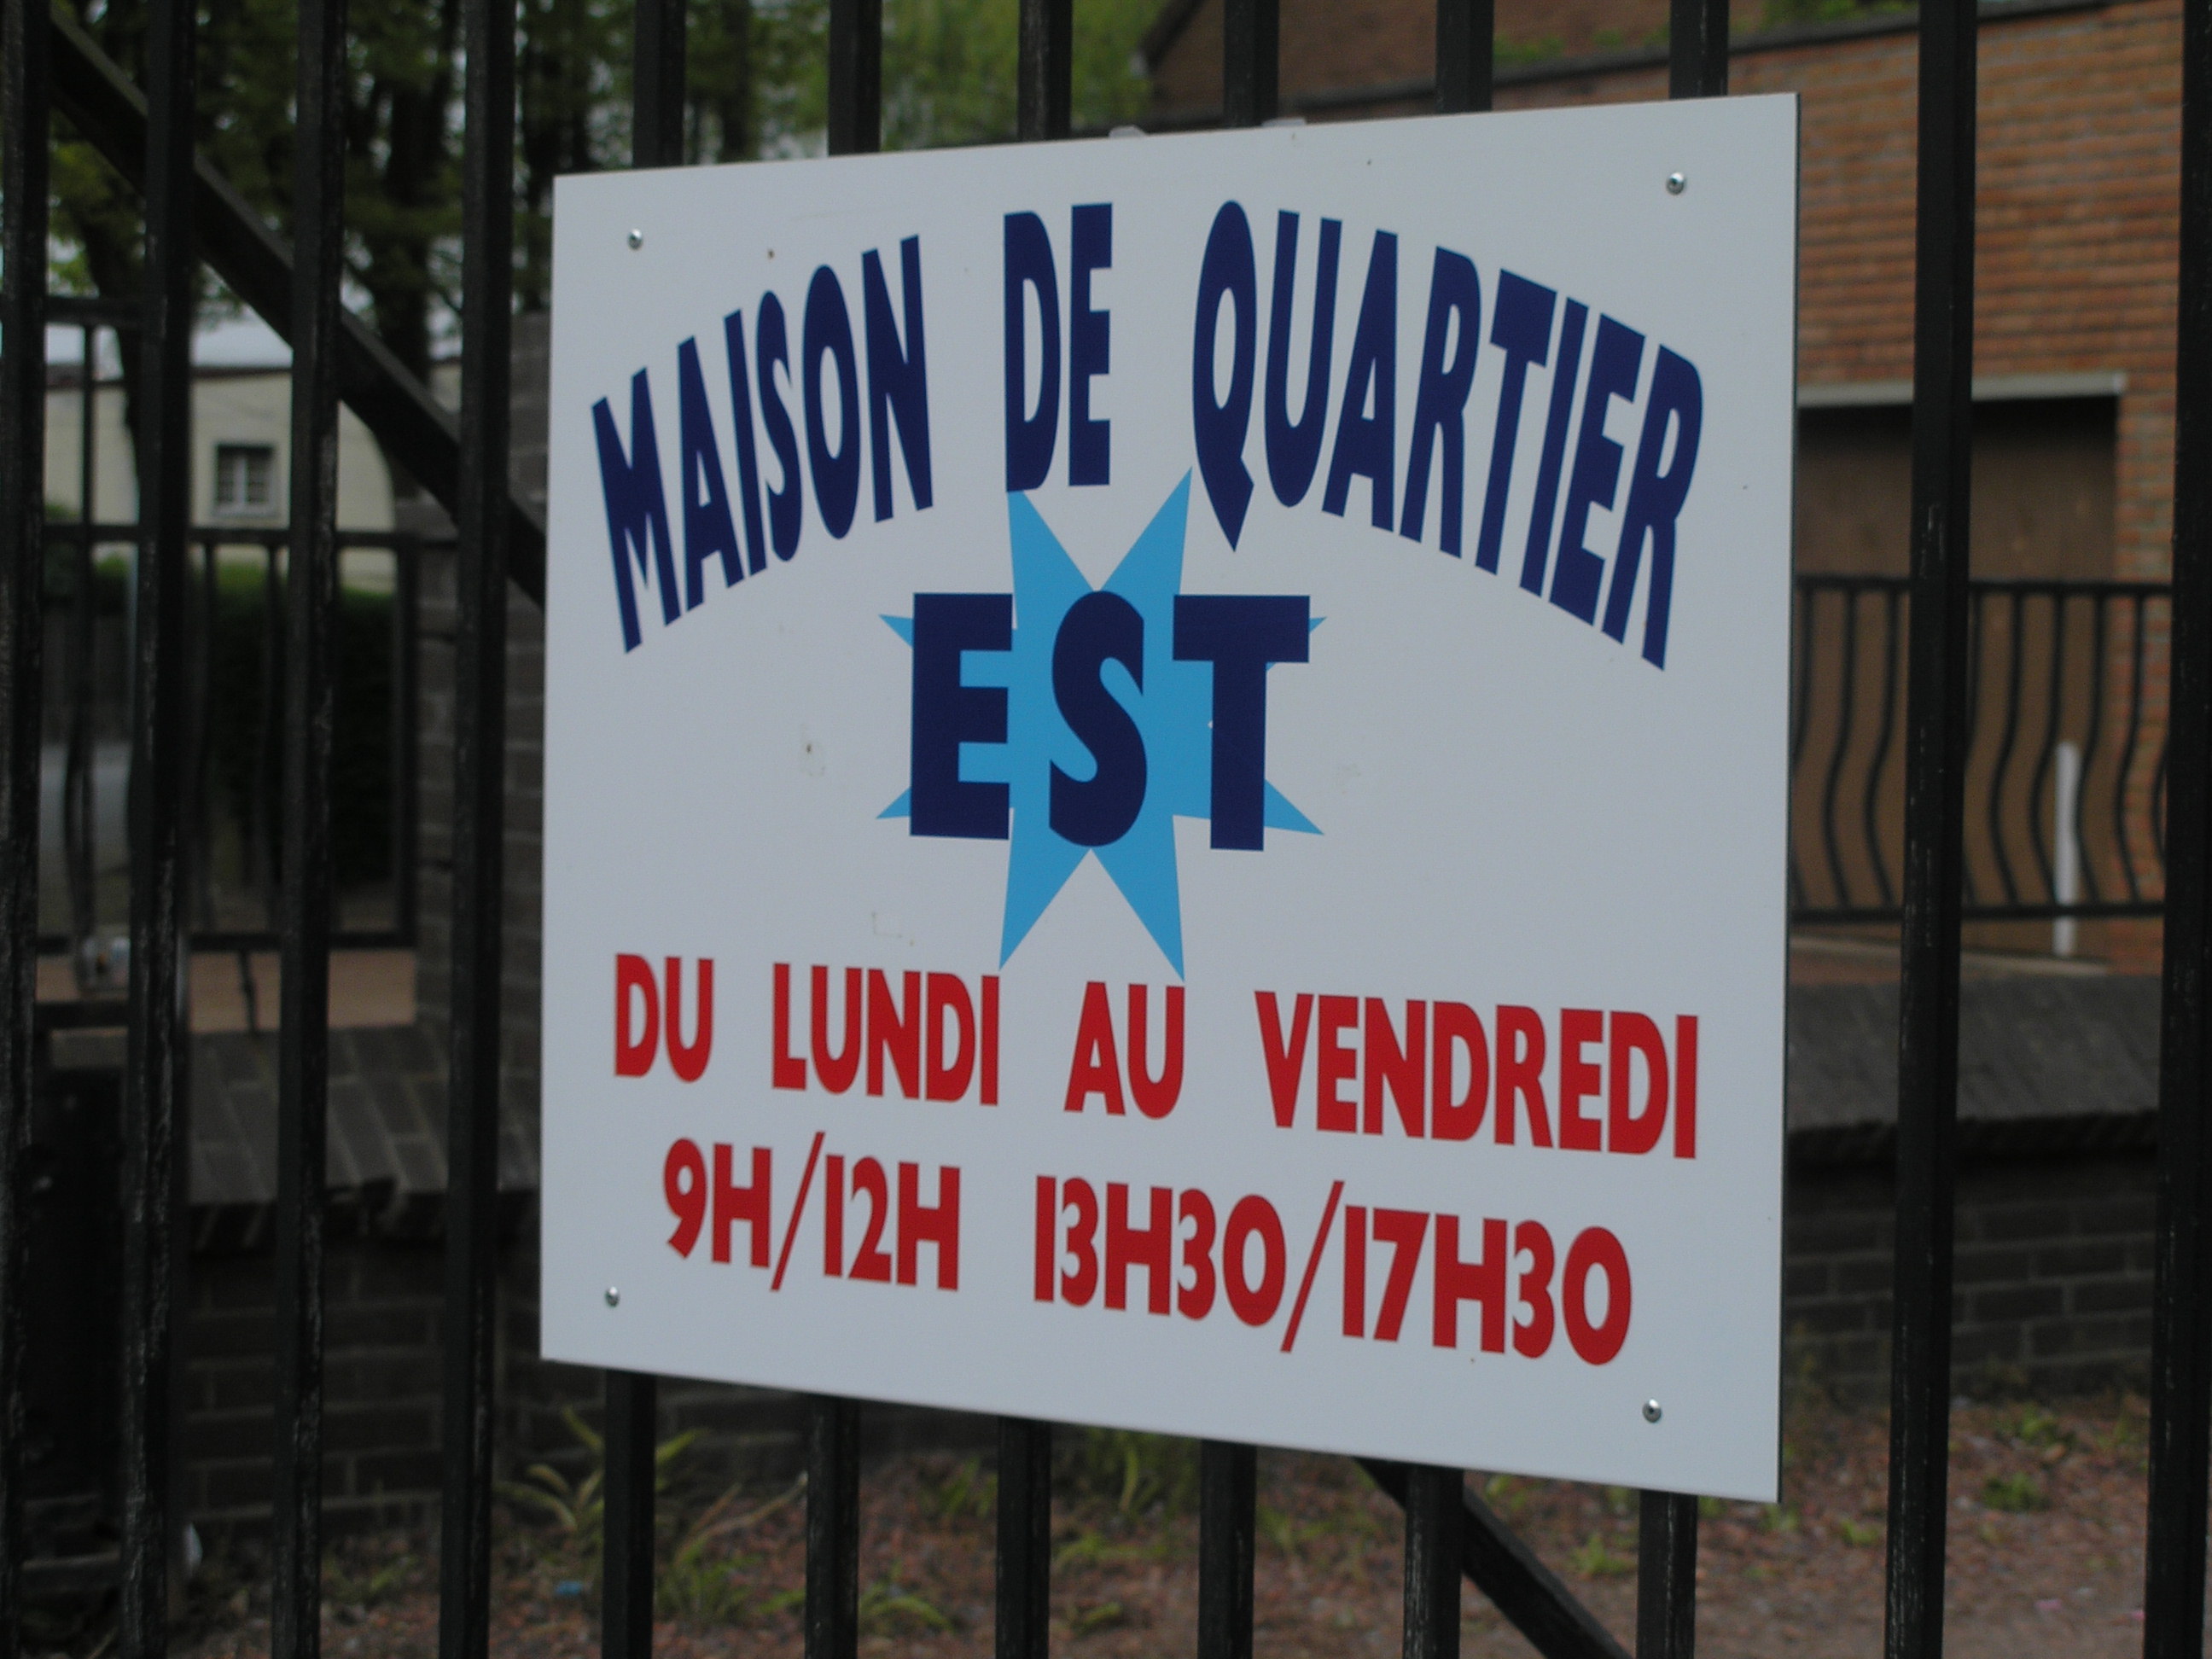 MAISON DE QUARTIER
EST
DU LUNDI AU VENDREDI
9H/12H 13H30/17H30